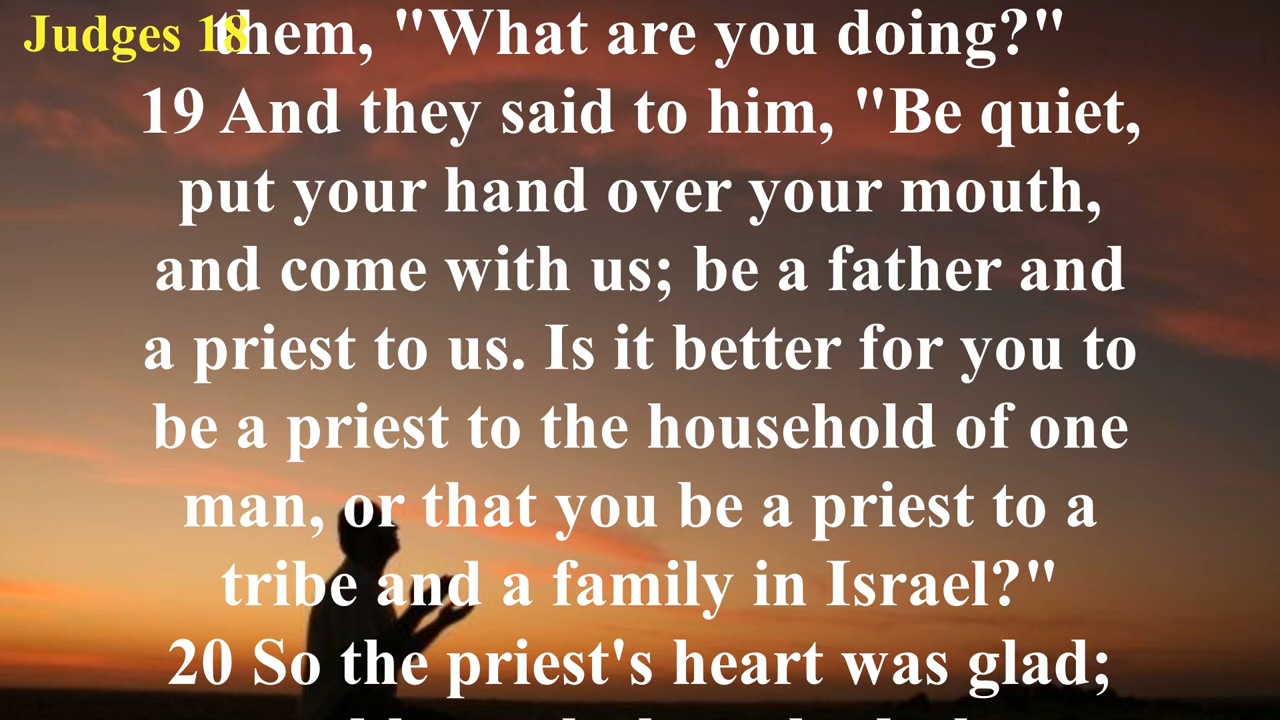 Judges 18
them, "What are you doing?"
19 And they said to him, "Be quiet,
put your hand over your mouth,
and come with us; be a father and
a priest to us. Is it better for you to
be a priest to the household of one
man, or that you be a priest to a
tribe and a family in Israel?"
20 So the priest's heart was glad;